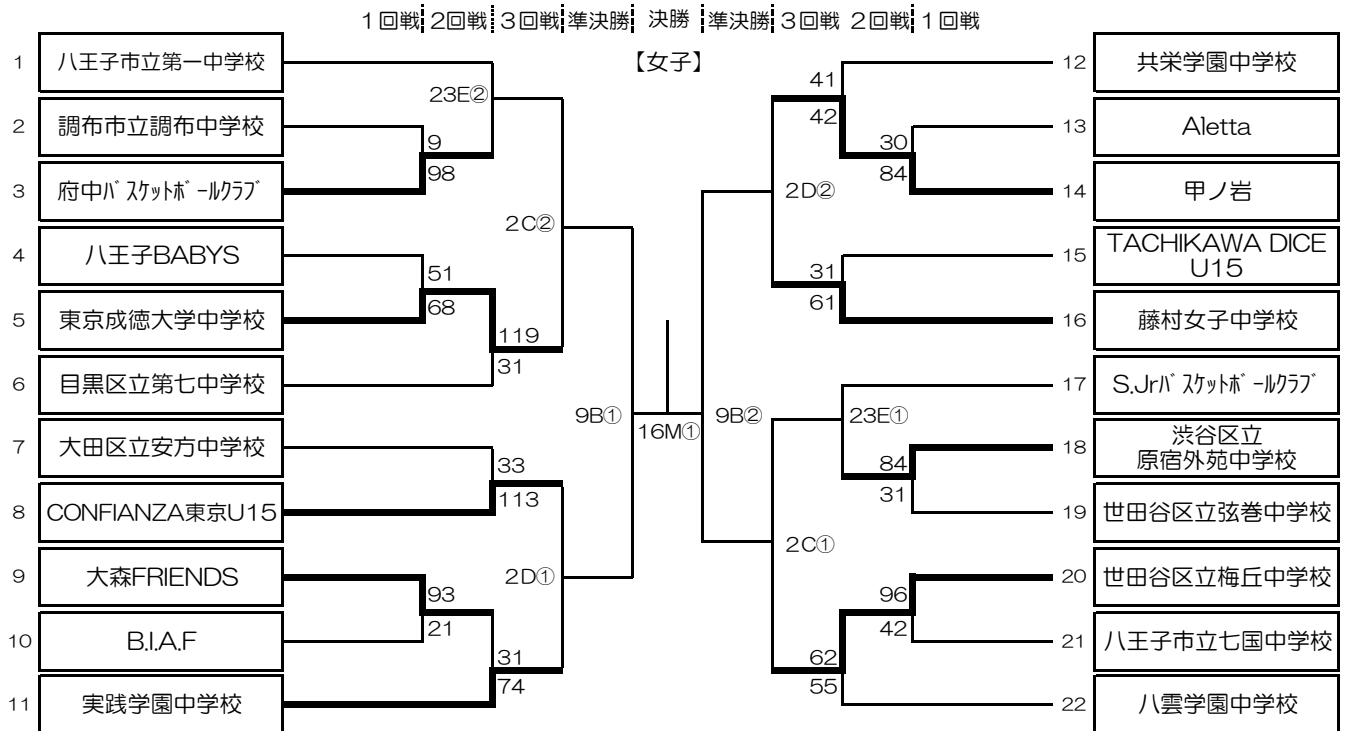 1回戦 2回戦 3回戦 準決勝 決勝 準決勝 3回戦 2回戦 1回戦
【女子】
1 八王子市立第一中学校
23E②
2 調布市立調布中学校
9
98
3 府中ﾊﾞｽｹｯﾄﾎﾞｰﾙｸﾗﾌﾞ
2C②
4 八王子BABYS
51
68
5 東京成徳大学中学校
119
31
6 目黒区立第七中学校
9B①
7 大田区立安方中学校
33
113
8 CONFIANZA東京U15
2D①
9 大森FRIENDS
93
21
10 B.I.A.F
31
74
11 実践学園中学校
16M①
12 共栄学園中学校
41
42
13 Aletta
30
84
14 甲ノ岩
2D②
15 TACHIKAWA DICE
U15
31
61
16 藤村女子中学校
9B②
17 S.Jrﾊﾞｽｹｯﾄﾎﾞｰﾙｸﾗﾌﾞ
23E①
18 渋谷区立
原宿外苑中学校
84
31
19 世田谷区立弦巻中学校
2C①
20 世田谷区立梅丘中学校
96
42
21 八王子市立七国中学校
62
55
22 八雲学園中学校